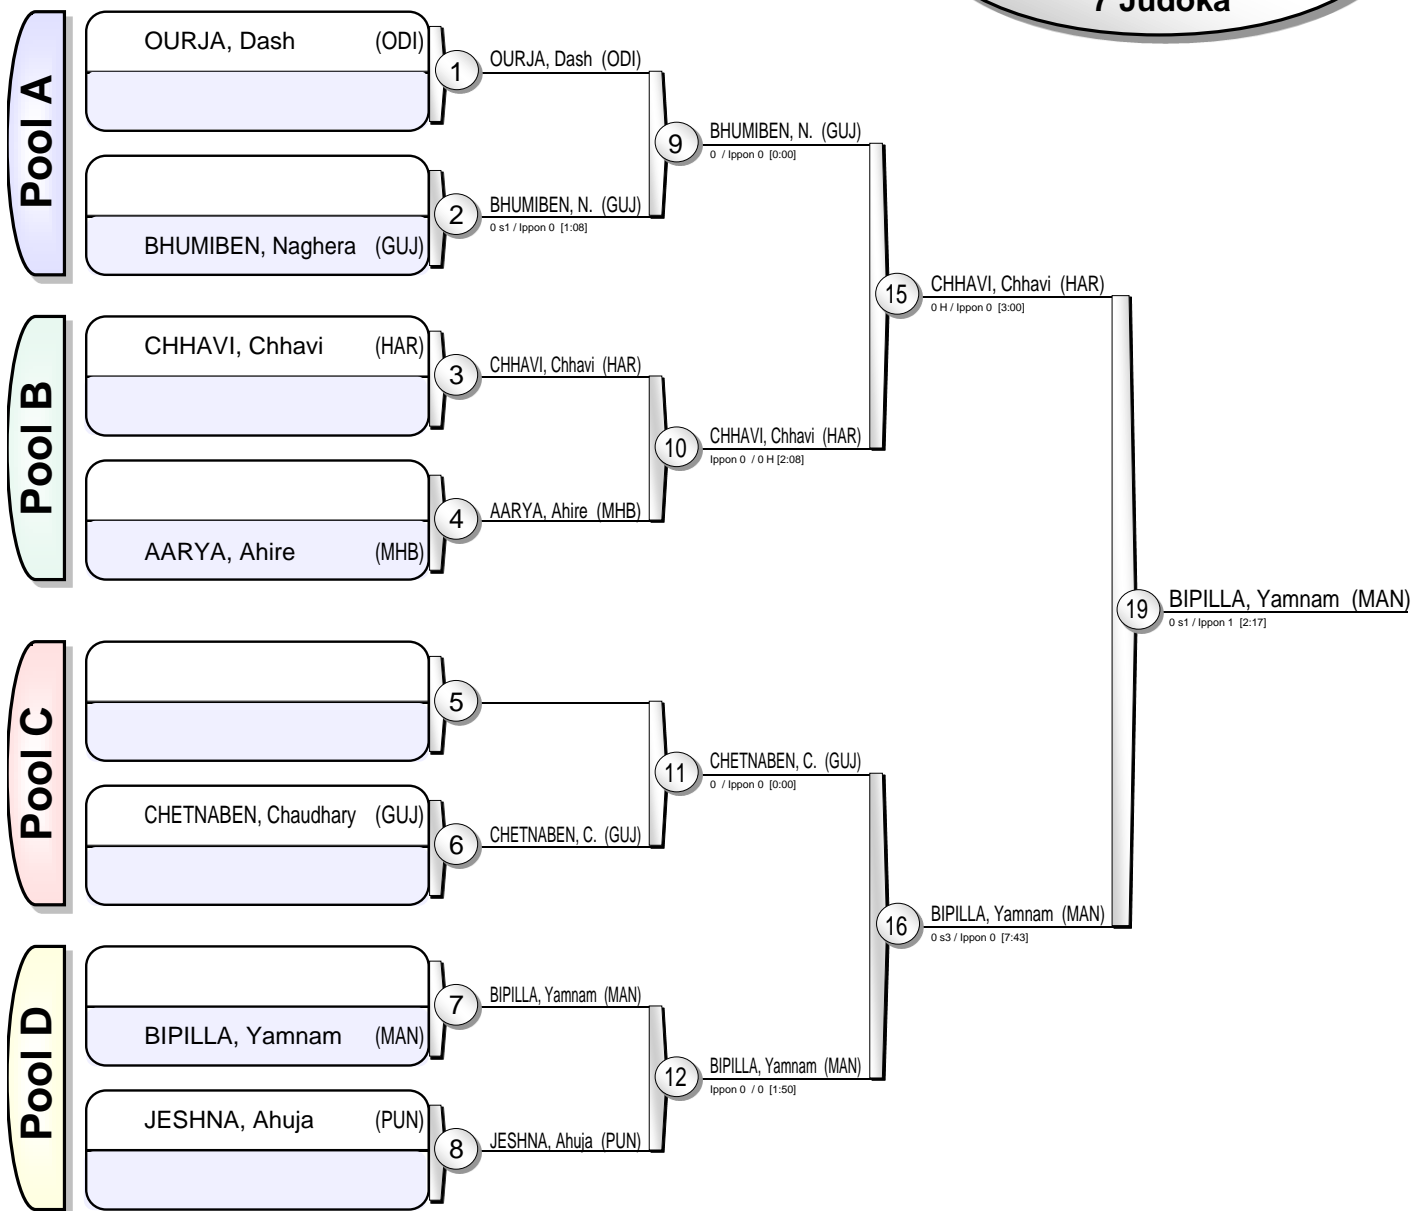 7 Judoka
Pool A
OURJA, Dash (ODI)
1
OURJA, Dash (ODI)
BHUMIBEN, Naghera (GUJ)
2
BHUMIBEN, N. (GUJ)
0 s1 / Ippon 0 [1:08]
9
BHUMIBEN, N. (GUJ)
0 / Ippon 0 [0:00]
Pool B
CHHAVI, Chhavi (HAR)
3
CHHAVI, Chhavi (HAR)
AARYA, Ahire (MHB)
4
AARYA, Ahire (MHB)
10
CHHAVI, Chhavi (HAR)
Ippon 0 / 0 H [2:08]
15
CHHAVI, Chhavi (HAR)
0 H / Ippon 0 [3:00]
Pool C
5
CHETNABEN, Chaudhary (GUJ)
6
CHETNABEN, C. (GUJ)
11
CHETNABEN, C. (GUJ)
0 / Ippon 0 [0:00]
Pool D
BIPILLA, Yamnam (MAN)
7
BIPILLA, Yamnam (MAN)
JESHNA, Ahuja (PUN)
8
JESHNA, Ahuja (PUN)
12
BIPILLA, Yamnam (MAN)
Ippon 0 / 0 [1:50]
16
BIPILLA, Yamnam (MAN)
0 s3 / Ippon 0 [7:43]
19
BIPILLA, Yamnam (MAN)
0 s1 / Ippon 1 [2:17]